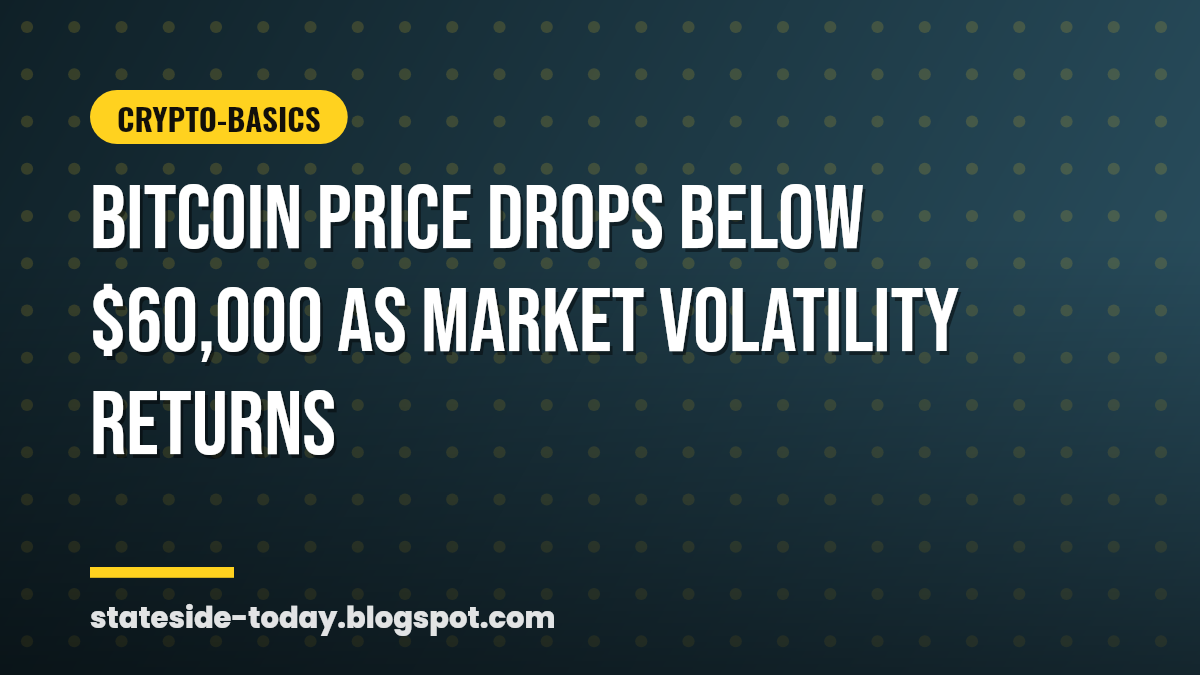 CRYPTO-BASICS
BITCOIN PRICE DROPS BELOW
$60,000 AS MARKET VOLATILITY
RETURNS
stateside-today.blogspot.com